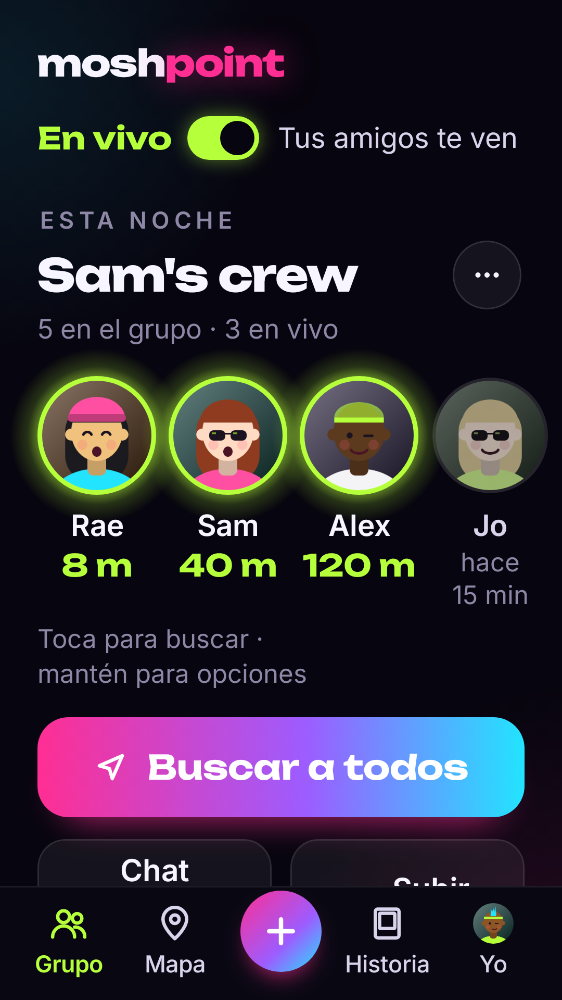 moshpoint
En vivo Tus amigos te ven
ESTA NOCHE
Sam's crew
5 en el grupo · 3 en vivo
Rae Sam Alex Jo
8 m 40 m 120 m hace
15 min
Toca para buscar ·
mantén para opciones
Buscar a todos
Chat Subir
Grupo Mapa Historia Yo